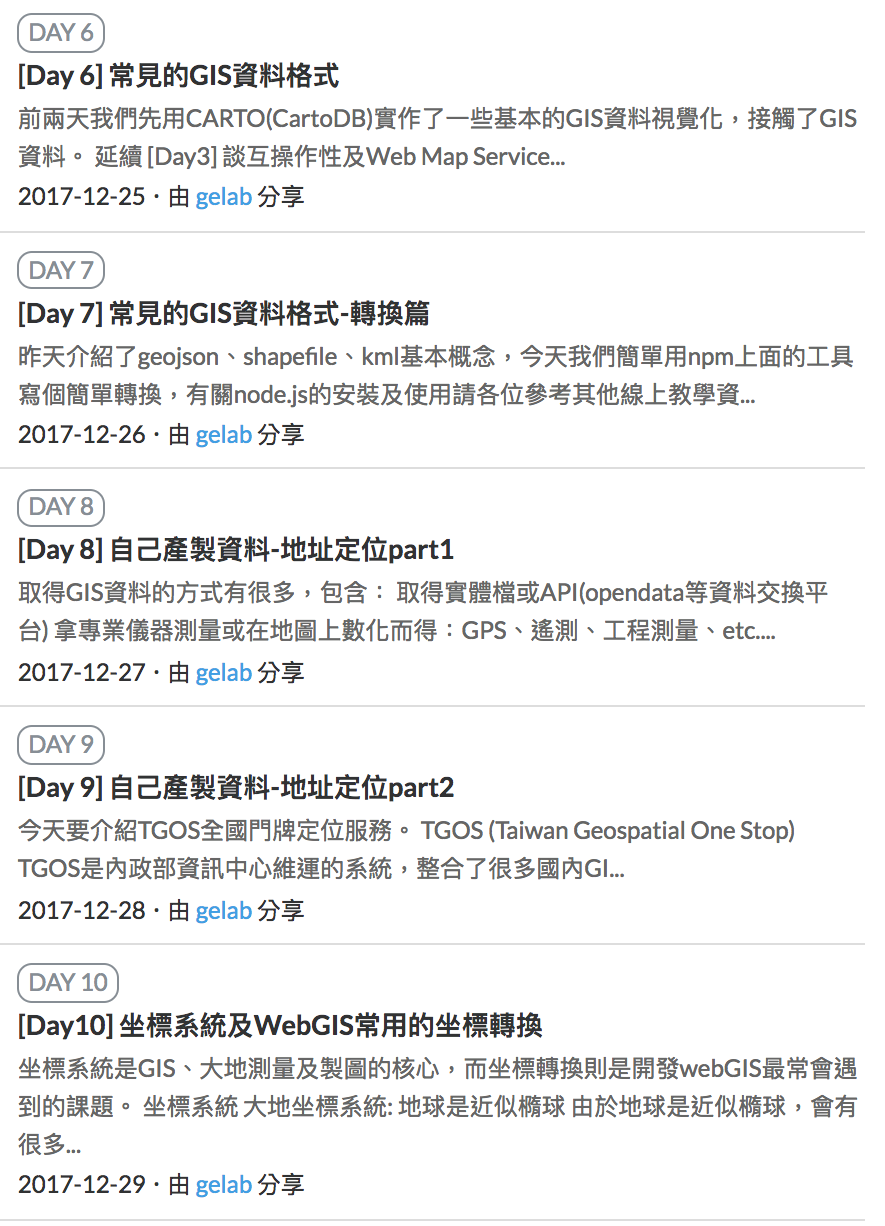 DAY 6
[Day 6] 常見的GIS資料格式
前兩天我們先用CARTO(CartoDB)實作了一些基本的GIS資料視覺化，接觸了GIS
資料。 延續 [Day3] 談互操作性及Web Map Service...
2017-12-25．由 gelab 分享
DAY 7
[Day 7] 常見的GIS資料格式-轉換篇
昨天介紹了geojson、shapefile、kml基本概念，今天我們簡單用npm上面的工具
寫個簡單轉換，有關node.js的安裝及使用請各位參考其他線上教學資...
2017-12-26．由 gelab 分享
DAY 8
[Day 8] 自己產製資料-地址定位part1
取得GIS資料的方式有很多，包含： 取得實體檔或API(opendata等資料交換平
台) 拿專業儀器測量或在地圖上數化而得：GPS、遙測、工程測量、etc....
2017-12-27．由 gelab 分享
DAY 9
[Day 9] 自己產製資料-地址定位part2
今天要介紹TGOS全國門牌定位服務。 TGOS (Taiwan Geospatial One Stop)
TGOS是內政部資訊中心維運的系統，整合了很多國內GI...
2017-12-28．由 gelab 分享
DAY 10
[Day10] 坐標系統及WebGIS常用的坐標轉換
坐標系統是GIS、大地測量及製圖的核心，而坐標轉換則是開發webGIS最常會遇
到的課題。 坐標系統 大地坐標系統: 地球是近似橢球 由於地球是近似橢球，會有
很多...
2017-12-29．由 gelab 分享